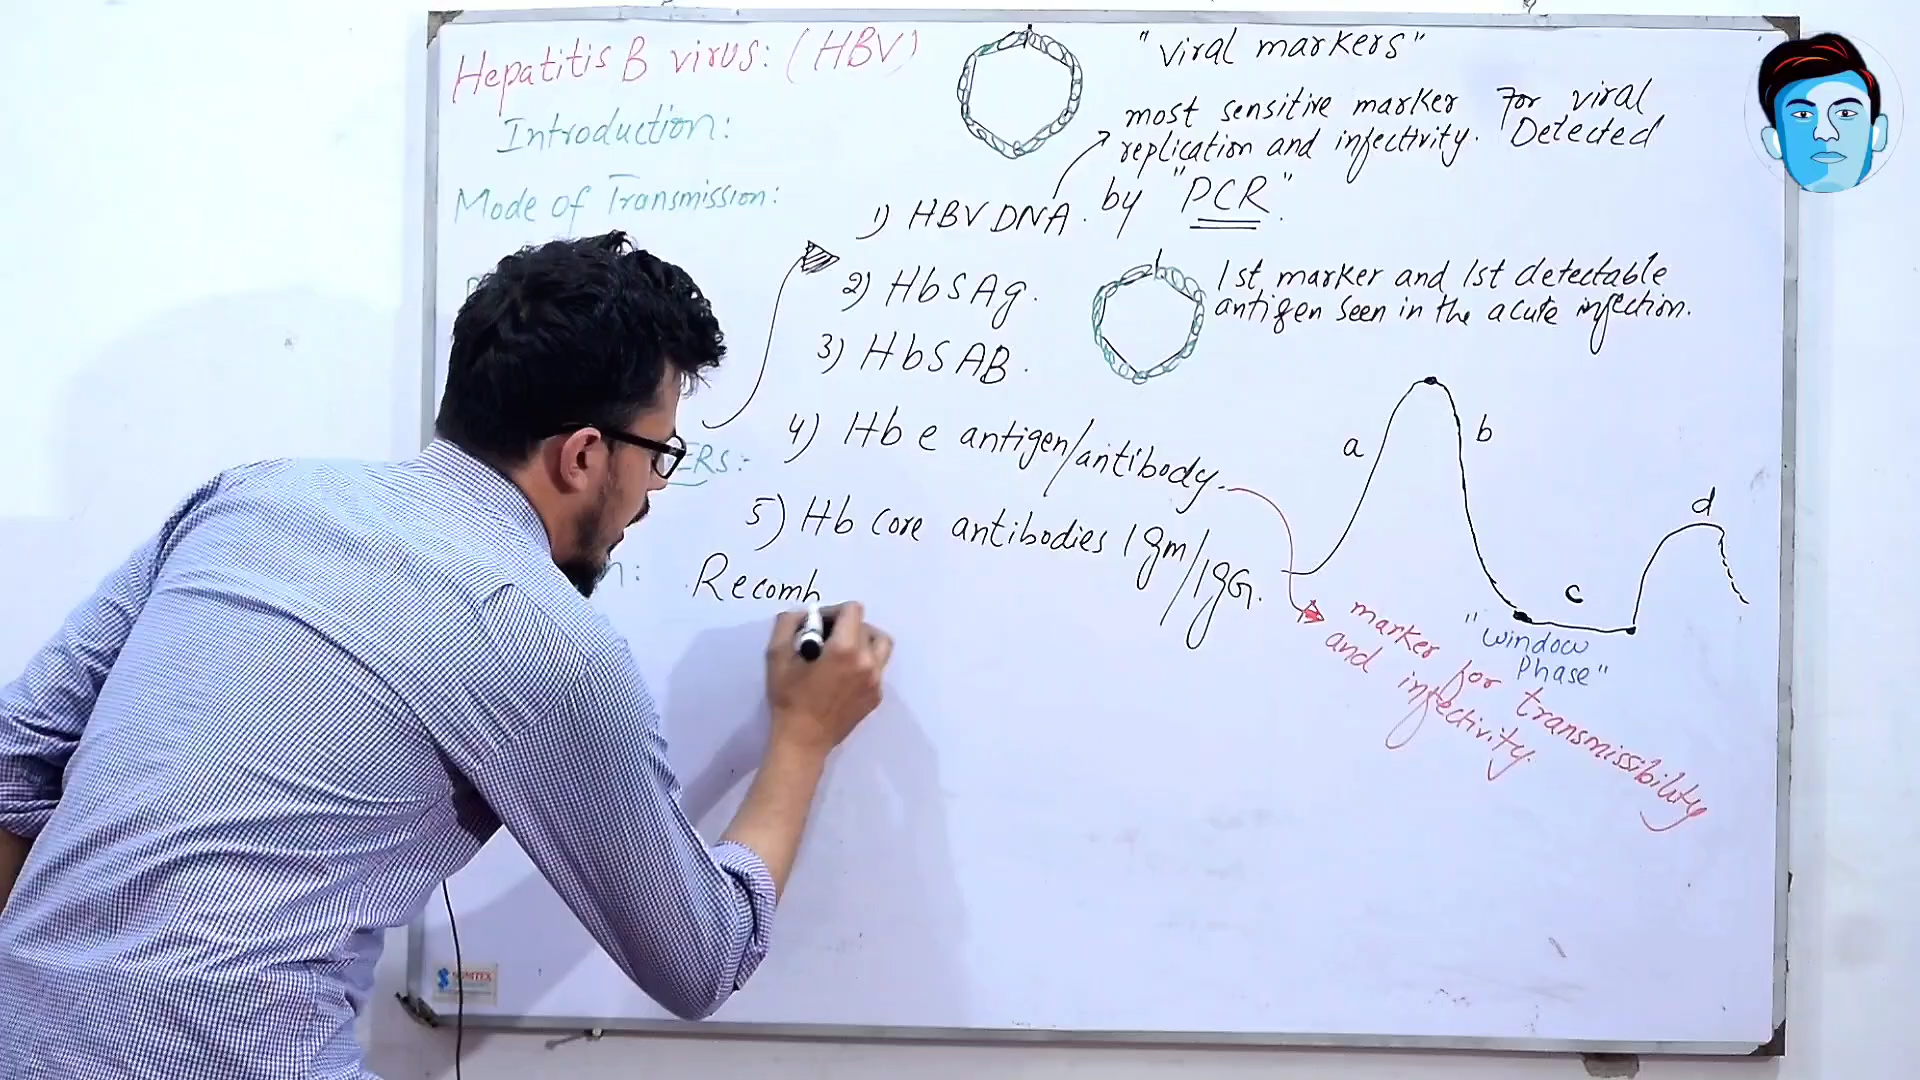 Hepatitis B virus: (HBV)
Introduction:
Mode of Transmission:
ERS:-
n:
"Viral markers"
most sensitive marker For viral
replication and infectivity. Detected
by "PCR".
1) HBV DNA.
2) HbSAg.
1st marker and 1st detectable
antigen seen in the acute infection.
3) HbSAB.
4) Hb e antigen/antibody.
5) Hb Core antibodies IgM/IgG.
Recomb
a
b
c
d
"Window
Phase"
marker for transmissibility
and infectivity.